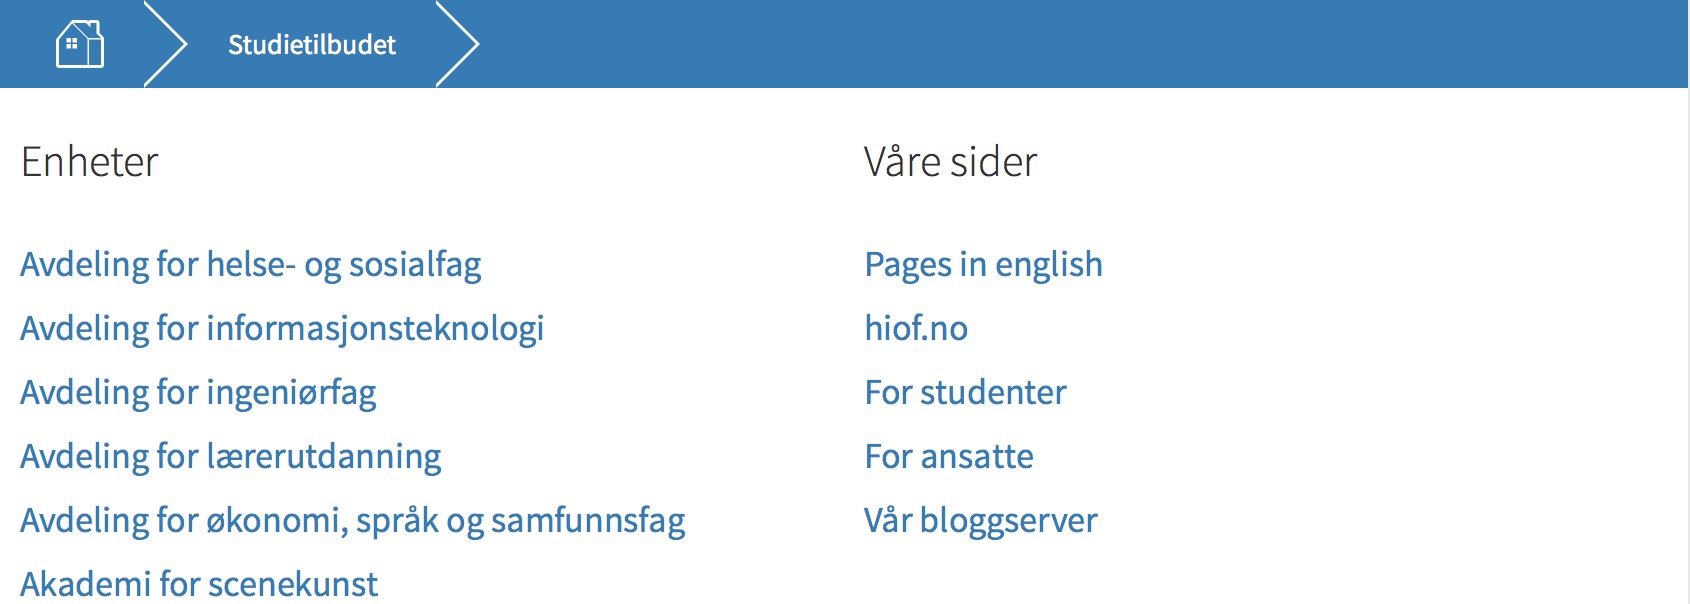 Studietilbudet
Enheter
Avdeling for helse- og sosialfag
Avdeling for informasjonsteknologi
Avdeling for ingeniørfag
Avdeling for lærerutdanning
Avdeling for økonomi, språk og samfunnsfag
Akademi for scenekunst
Våre sider
Pages in english
hiof.no
For studenter
For ansatte
Vår bloggserver